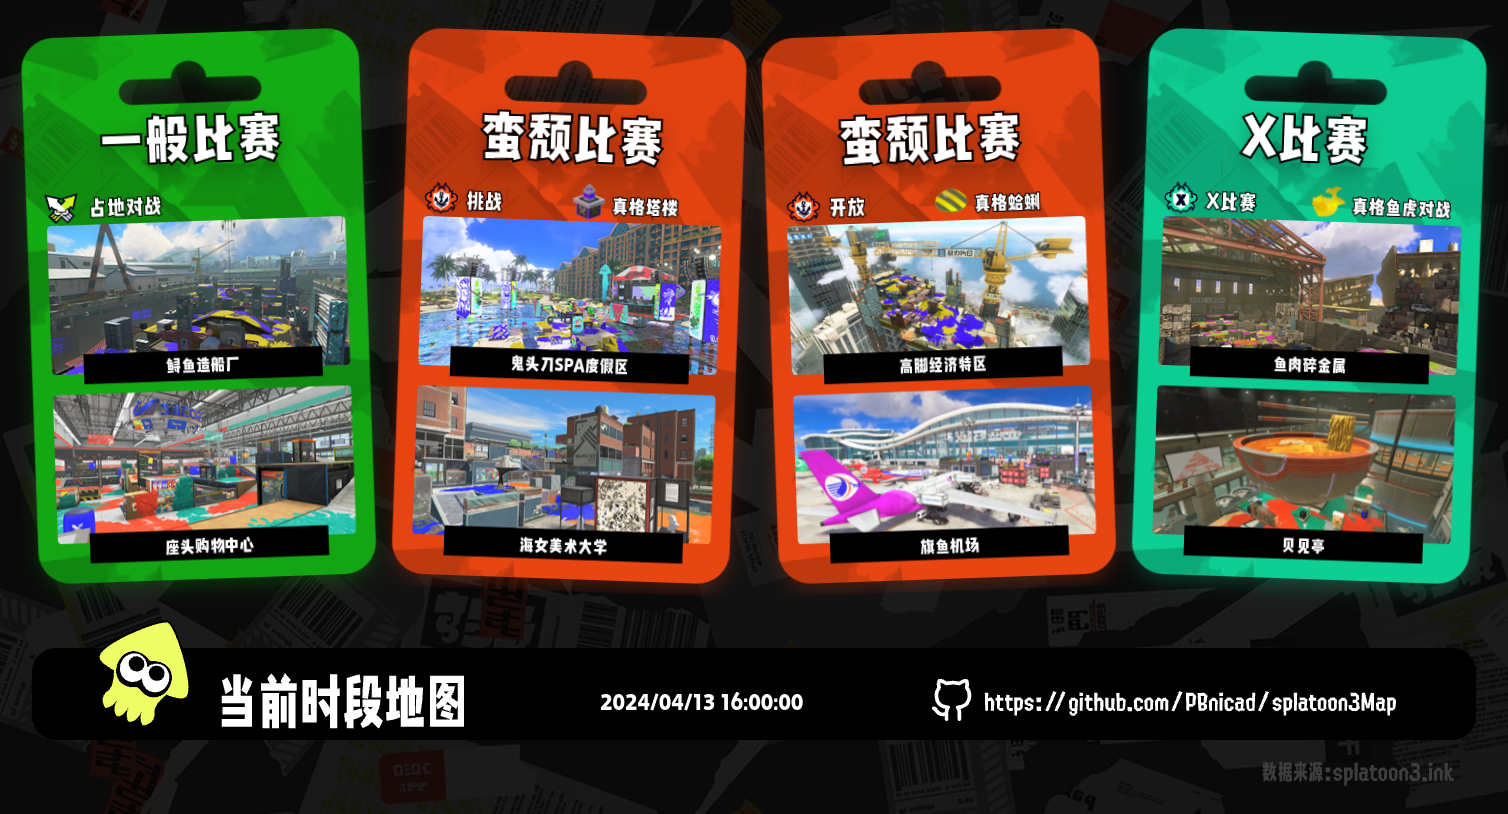 一般比赛
占地对战
鲟鱼造船厂
座头购物中心
蛮颓比赛
挑战
真格塔楼
鬼头刀SPA度假区
海女美术大学
蛮颓比赛
开放
真格蛤蜊
高脚经济特区
旗鱼机场
X比赛
X比赛
真格鱼虎对战
鱼肉碎金属
贝见亭
当前时段地图
2024/04/13 16:00:00
https://github.com/PBnicad/splatoon3Map
数据来源:splatoon3.ink